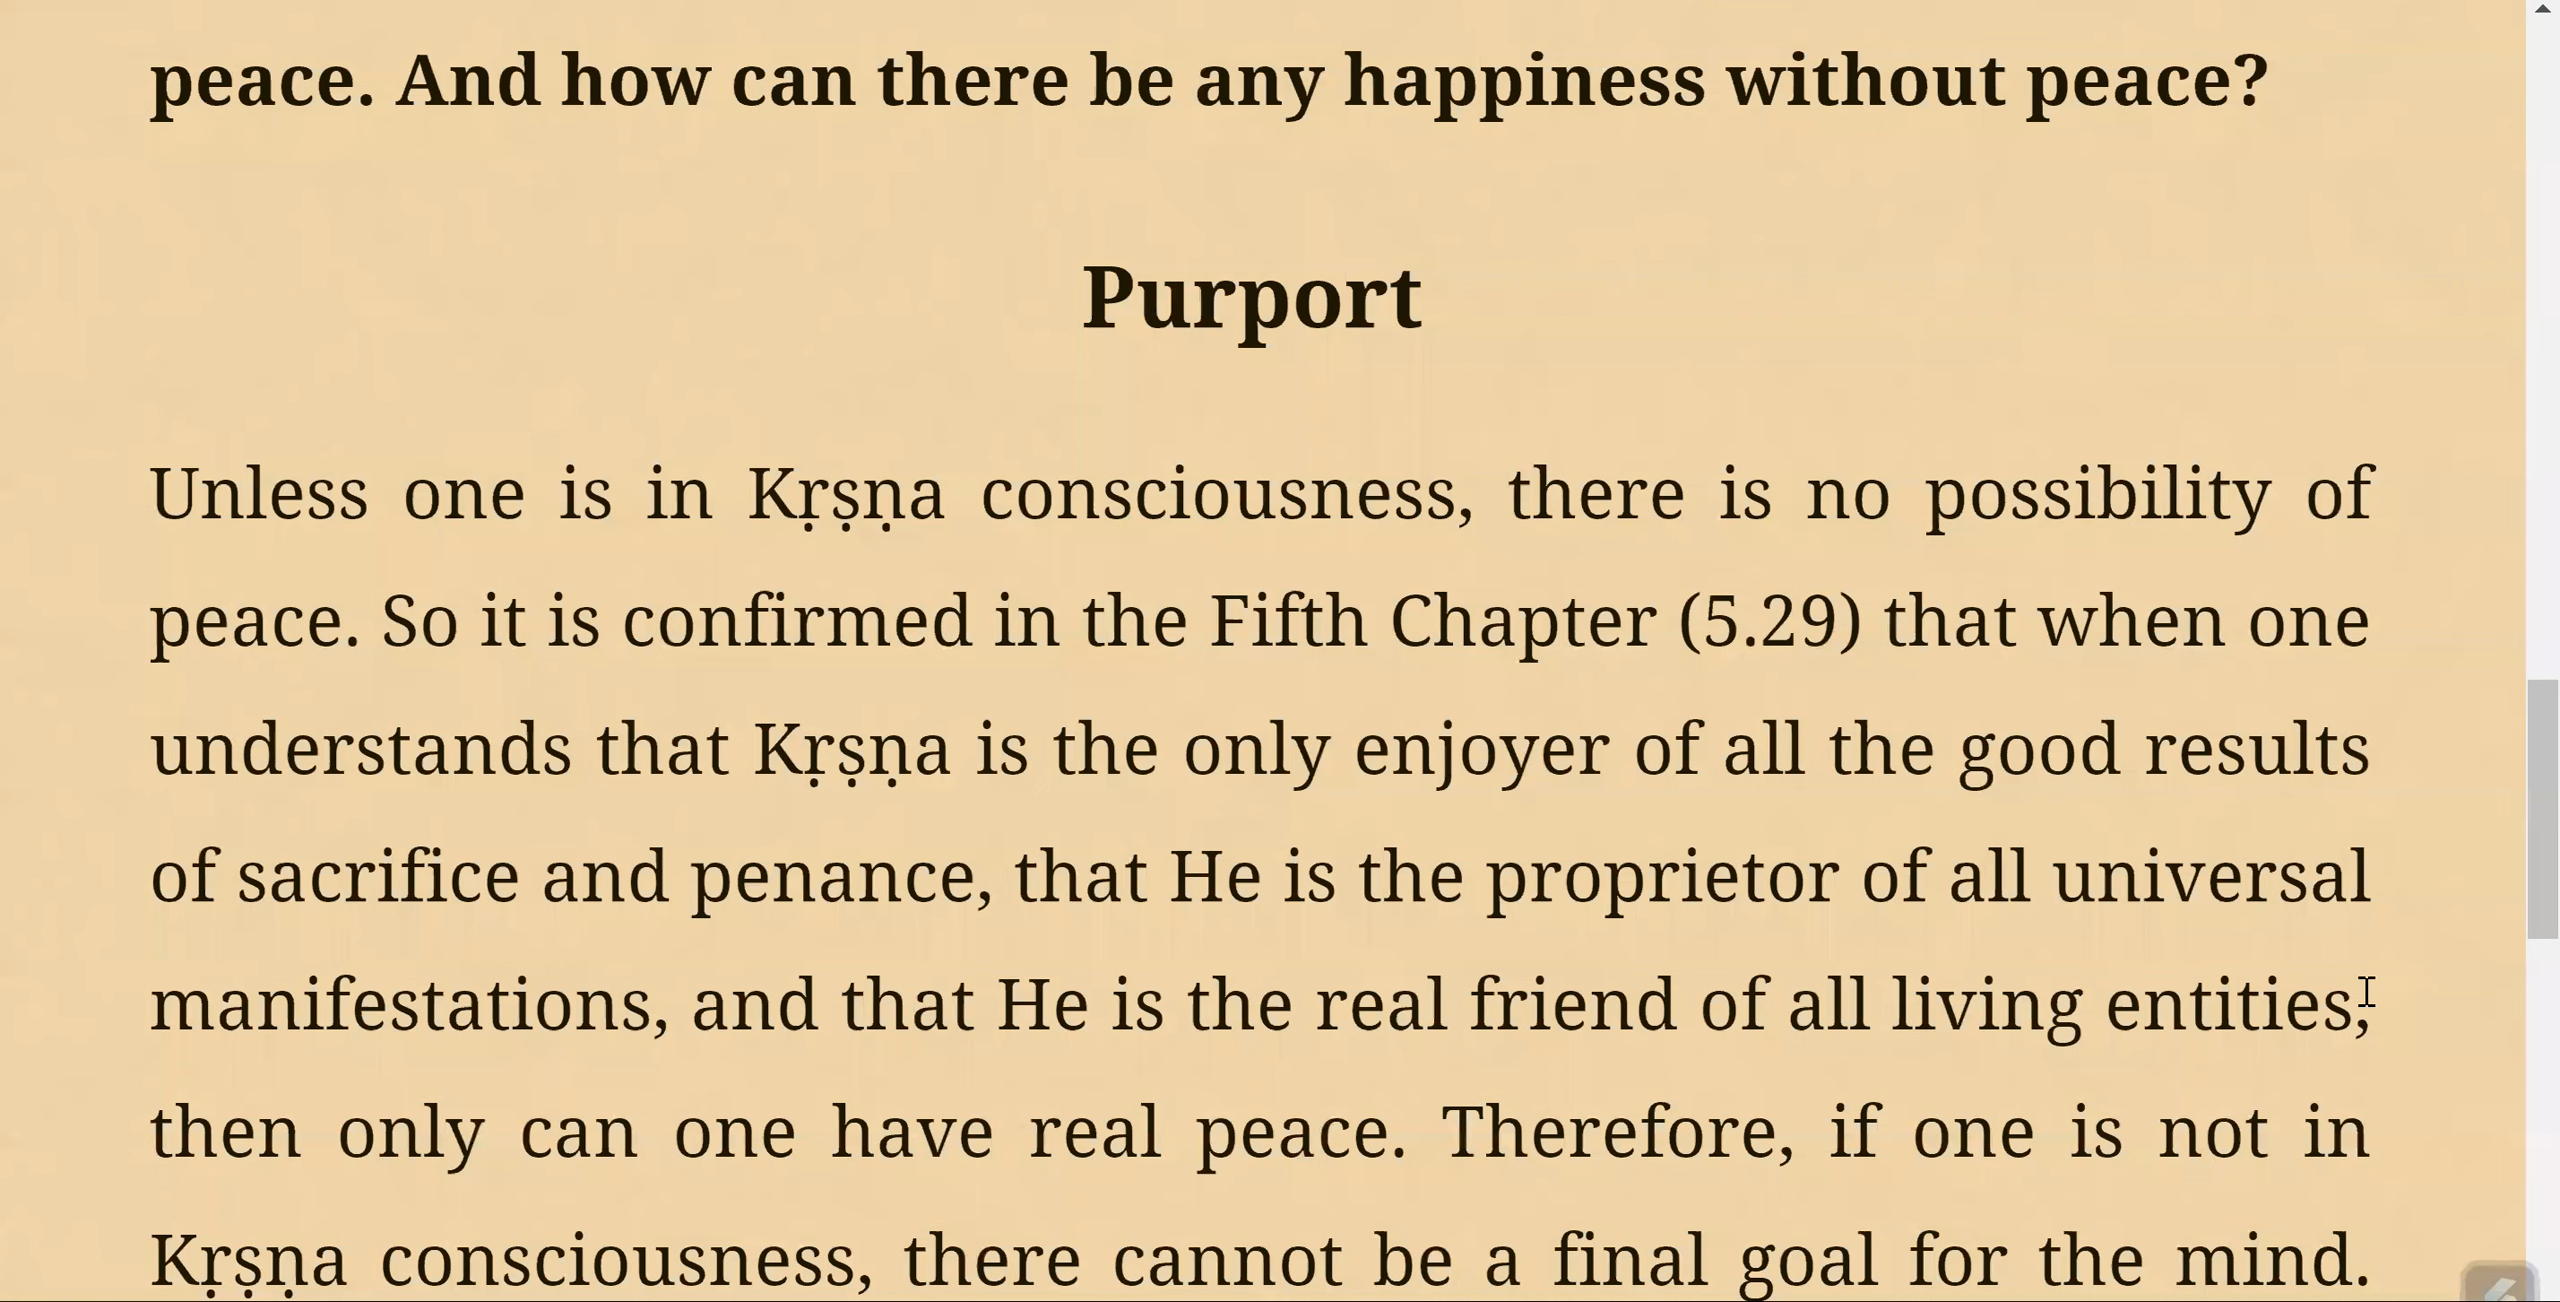 peace. And how can there be any happiness without peace?
Purport
Unless one is in Kṛṣṇa consciousness, there is no possibility of
peace. So it is confirmed in the Fifth Chapter (5.29) that when one
understands that Kṛṣṇa is the only enjoyer of all the good results
of sacrifice and penance, that He is the proprietor of all universal
manifestations, and that He is the real friend of all living entities,
then only can one have real peace. Therefore, if one is not in
Kṛṣṇa consciousness, there cannot be a final goal for the mind.